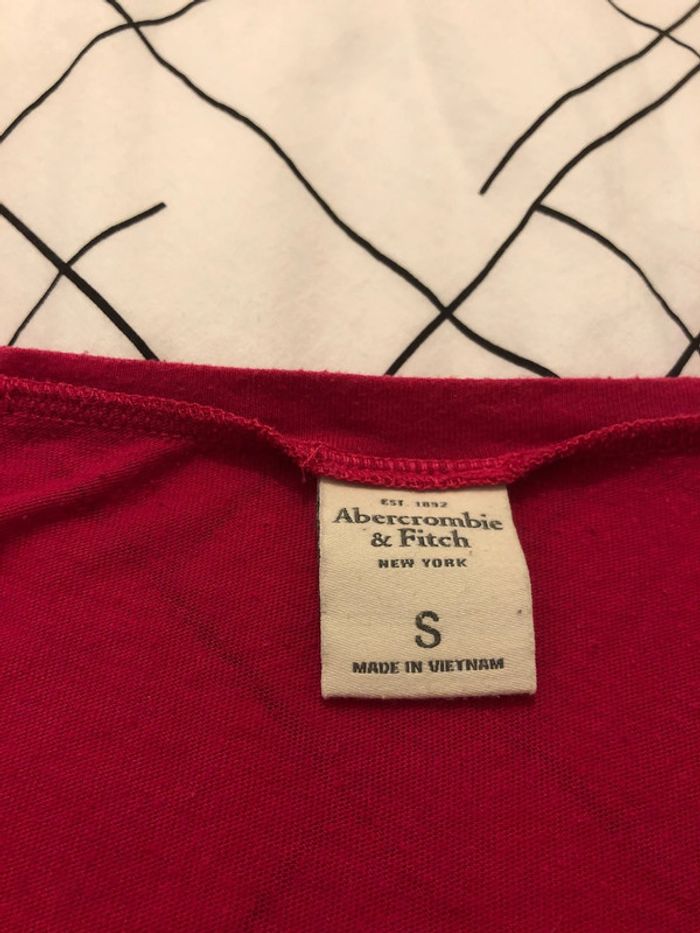 EST. 1892
Abercrombie
& Fitch
NEW YORK
S
MADE IN VIETNAM